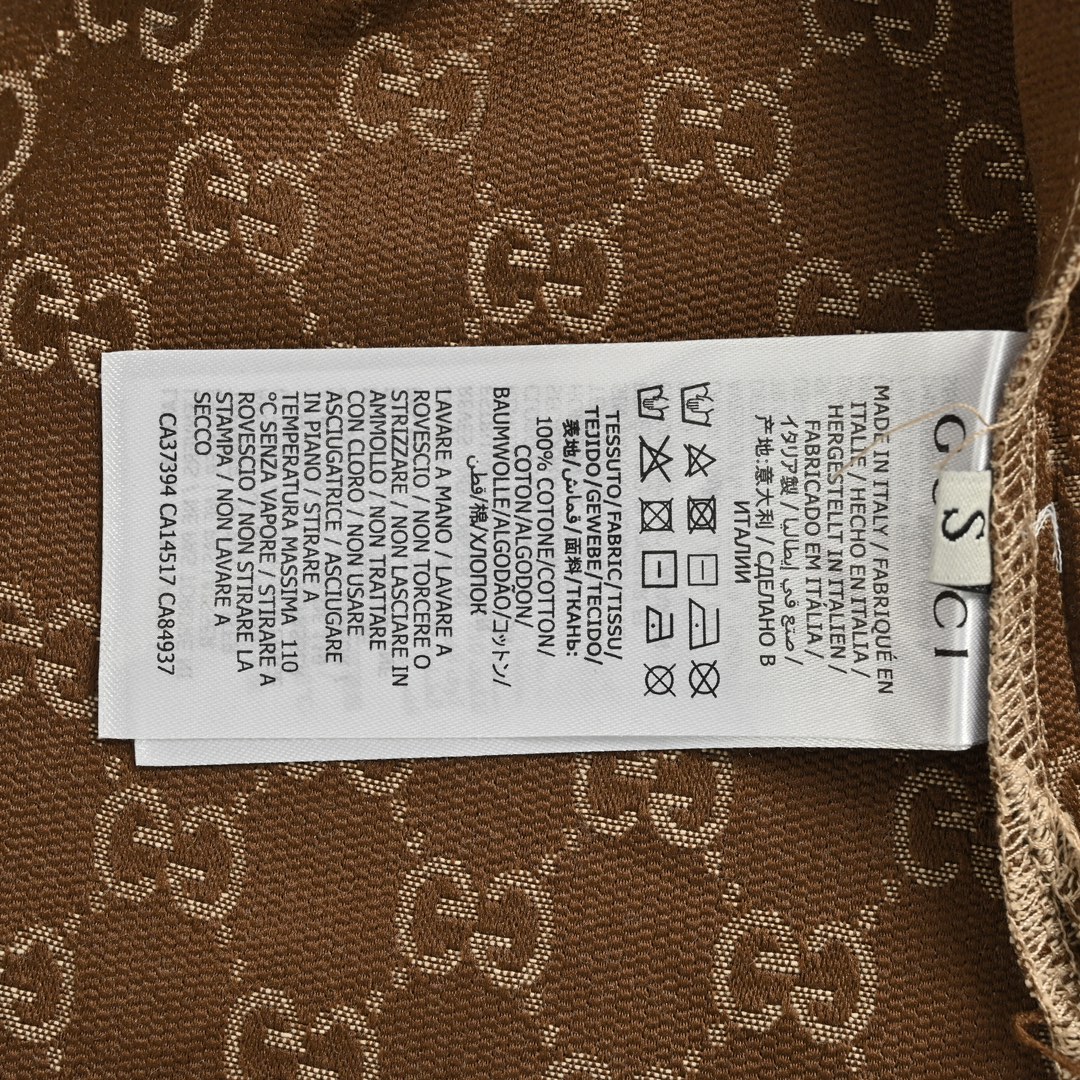 G CI
S
MADE IN ITALY / FABRIQUÉ EN
ITALIE / HECHO EN ITALIA /
HERGESTELLT IN ITALIEN /
FABRICADO EM ITÁLIA /
イタリア製 / صنع في إيطاليا /
产地:意大利 / СДЕЛАНО В
ИТАЛИИ
TESSUTO/FABRIC/TISSU/
TEJIDO/GEWEBE/TECIDO/
表地/قماش/面料/ТКАНЬ:
100% COTONE/COTTON/
COTON/ALGODON/
BAUMWOLLE/ALGODÃO/コットン/
قطن/棉/ХЛОПОК
LAVARE A MANO / LAVARE A
ROVESCIO / NON TORCERE O
STRIZZARE / NON LASCIARE IN
AMMOLLO / NON TRATTARE
CON CLORO / NON USARE
ASCIUGATRICE / ASCIUGARE
IN PIANO / STIRARE A
TEMPERATURA MASSIMA 110
°C SENZA VAPORE / STIRARE A
ROVESCIO / NON STIRARE LA
STAMPA / NON LAVARE A
SECCO
CA37394 CA14517 CA84937